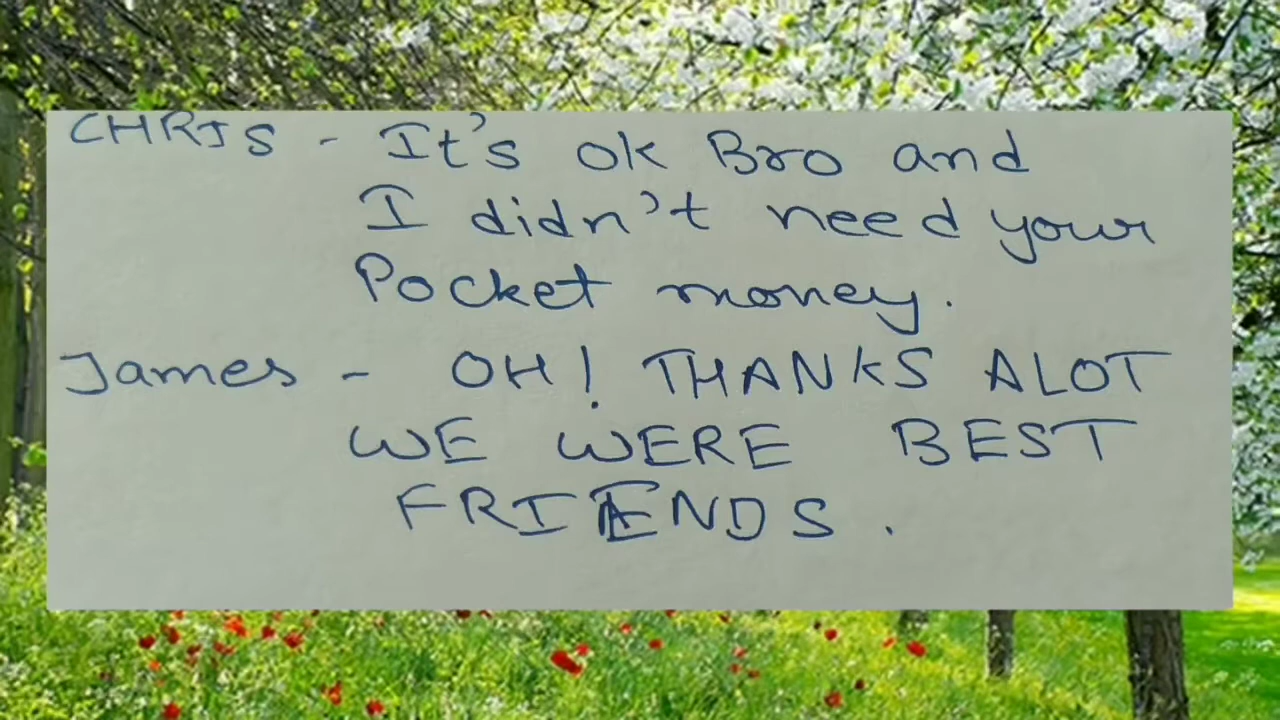 CHRIS - It's ok Bro and
I didn't need your
Pocket money.
James - OH! THANKS ALOT
WE WERE BEST
FRIENDS.